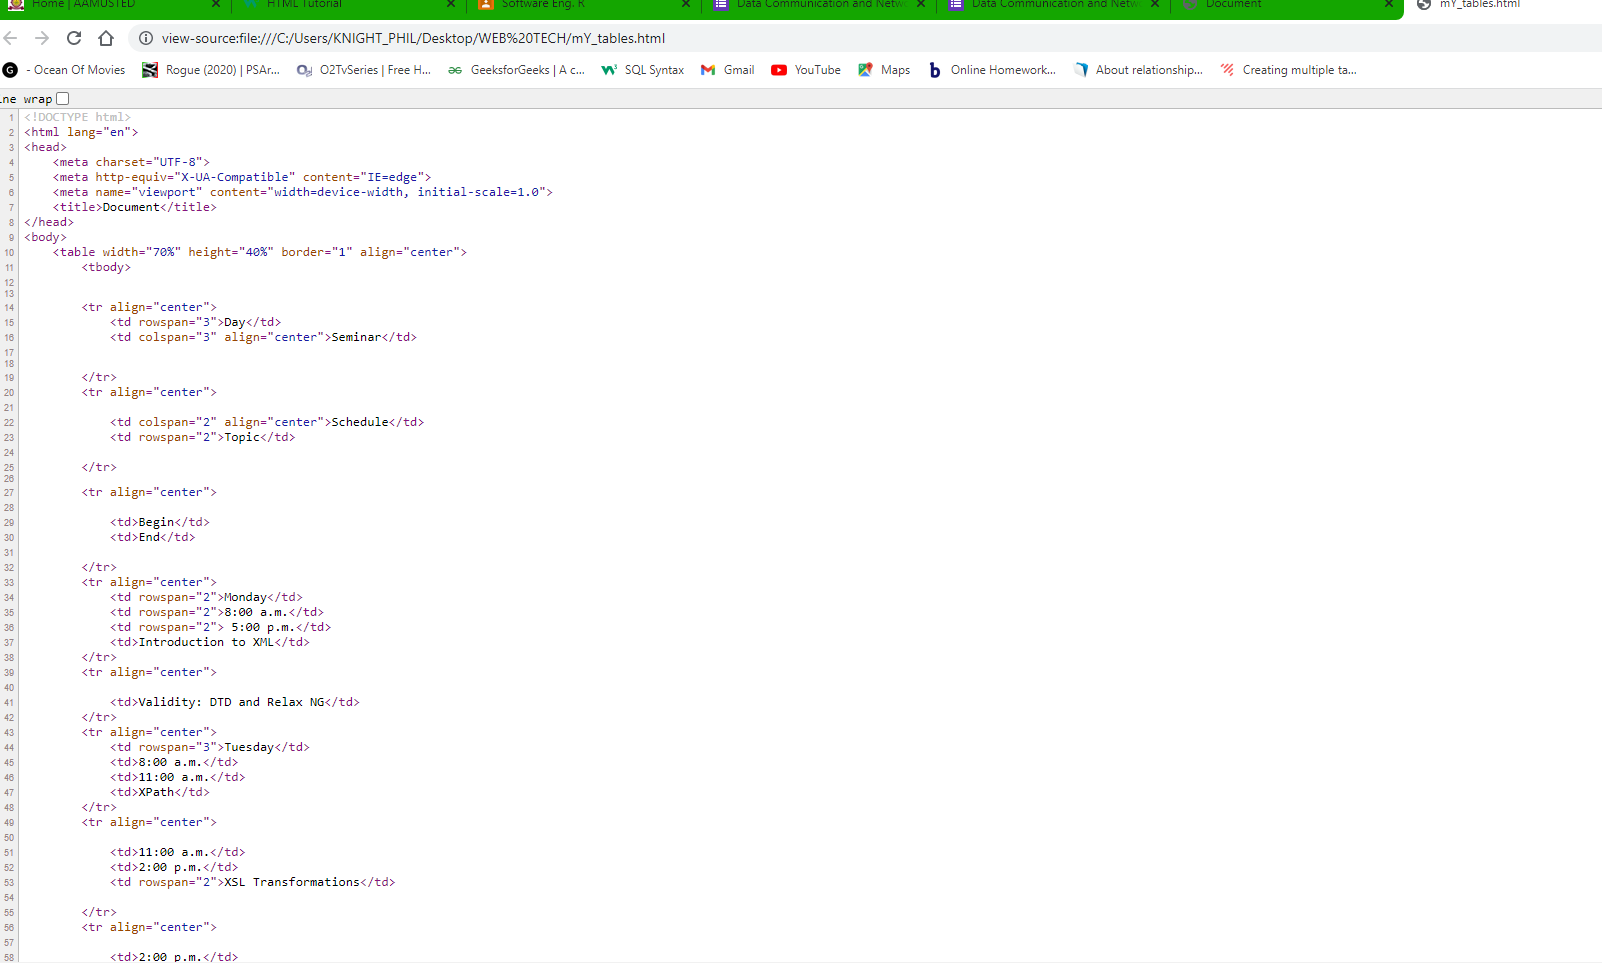 Home | AAMUSTED
HTML Tutorial
Software Eng. R
Data Communication and Netw
Data Communication and Netw
Document
mY_tables.html
view-source:file:///C:/Users/KNIGHT_PHIL/Desktop/WEB%20TECH/mY_tables.html
- Ocean Of Movies
Rogue (2020) | PSAr...
O2TvSeries | Free H...
GeeksforGeeks | A c...
SQL Syntax
Gmail
YouTube
Maps
Online Homework...
About relationship...
Creating multiple ta...
ine wrap
1 <!DOCTYPE html>
2 <html lang="en">
3 <head>
4 <meta charset="UTF-8">
5 <meta http-equiv="X-UA-Compatible" content="IE=edge">
6 <meta name="viewport" content="width=device-width, initial-scale=1.0">
7 <title>Document</title>
8 </head>
9 <body>
10 <table width="70%" height="40%" border="1" align="center">
11 <tbody>
12
13
14 <tr align="center">
15 <td rowspan="3">Day</td>
16 <td colspan="3" align="center">Seminar</td>
17
18
19 </tr>
20 <tr align="center">
21
22 <td colspan="2" align="center">Schedule</td>
23 <td rowspan="2">Topic</td>
24
25 </tr>
26
27 <tr align="center">
28
29 <td>Begin</td>
30 <td>End</td>
31
32 </tr>
33 <tr align="center">
34 <td rowspan="2">Monday</td>
35 <td rowspan="2">8:00 a.m.</td>
36 <td rowspan="2"> 5:00 p.m.</td>
37 <td>Introduction to XML</td>
38 </tr>
39 <tr align="center">
40
41 <td>Validity: DTD and Relax NG</td>
42 </tr>
43 <tr align="center">
44 <td rowspan="3">Tuesday</td>
45 <td>8:00 a.m.</td>
46 <td>11:00 a.m.</td>
47 <td>XPath</td>
48 </tr>
49 <tr align="center">
50
51 <td>11:00 a.m.</td>
52 <td>2:00 p.m.</td>
53 <td rowspan="2">XSL Transformations</td>
54
55 </tr>
56 <tr align="center">
57
58 <td>2:00 p.m.</td>